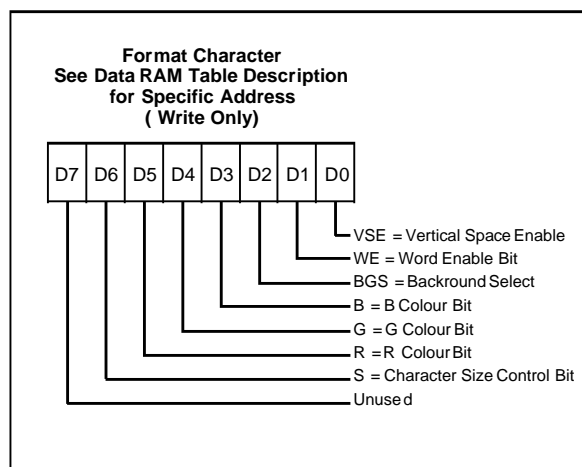 Format Character
See Data RAM Table Description
for Specific Address
( Write Only)
D7 D6 D5 D4 D3 D2 D1 D0
VSE = Vertical Space Enable
WE = Word Enable Bit
BGS = Backround Select
B = B Colour Bit
G = G Colour Bit
R = R Colour Bit
S = Character Size Control Bit
Unused